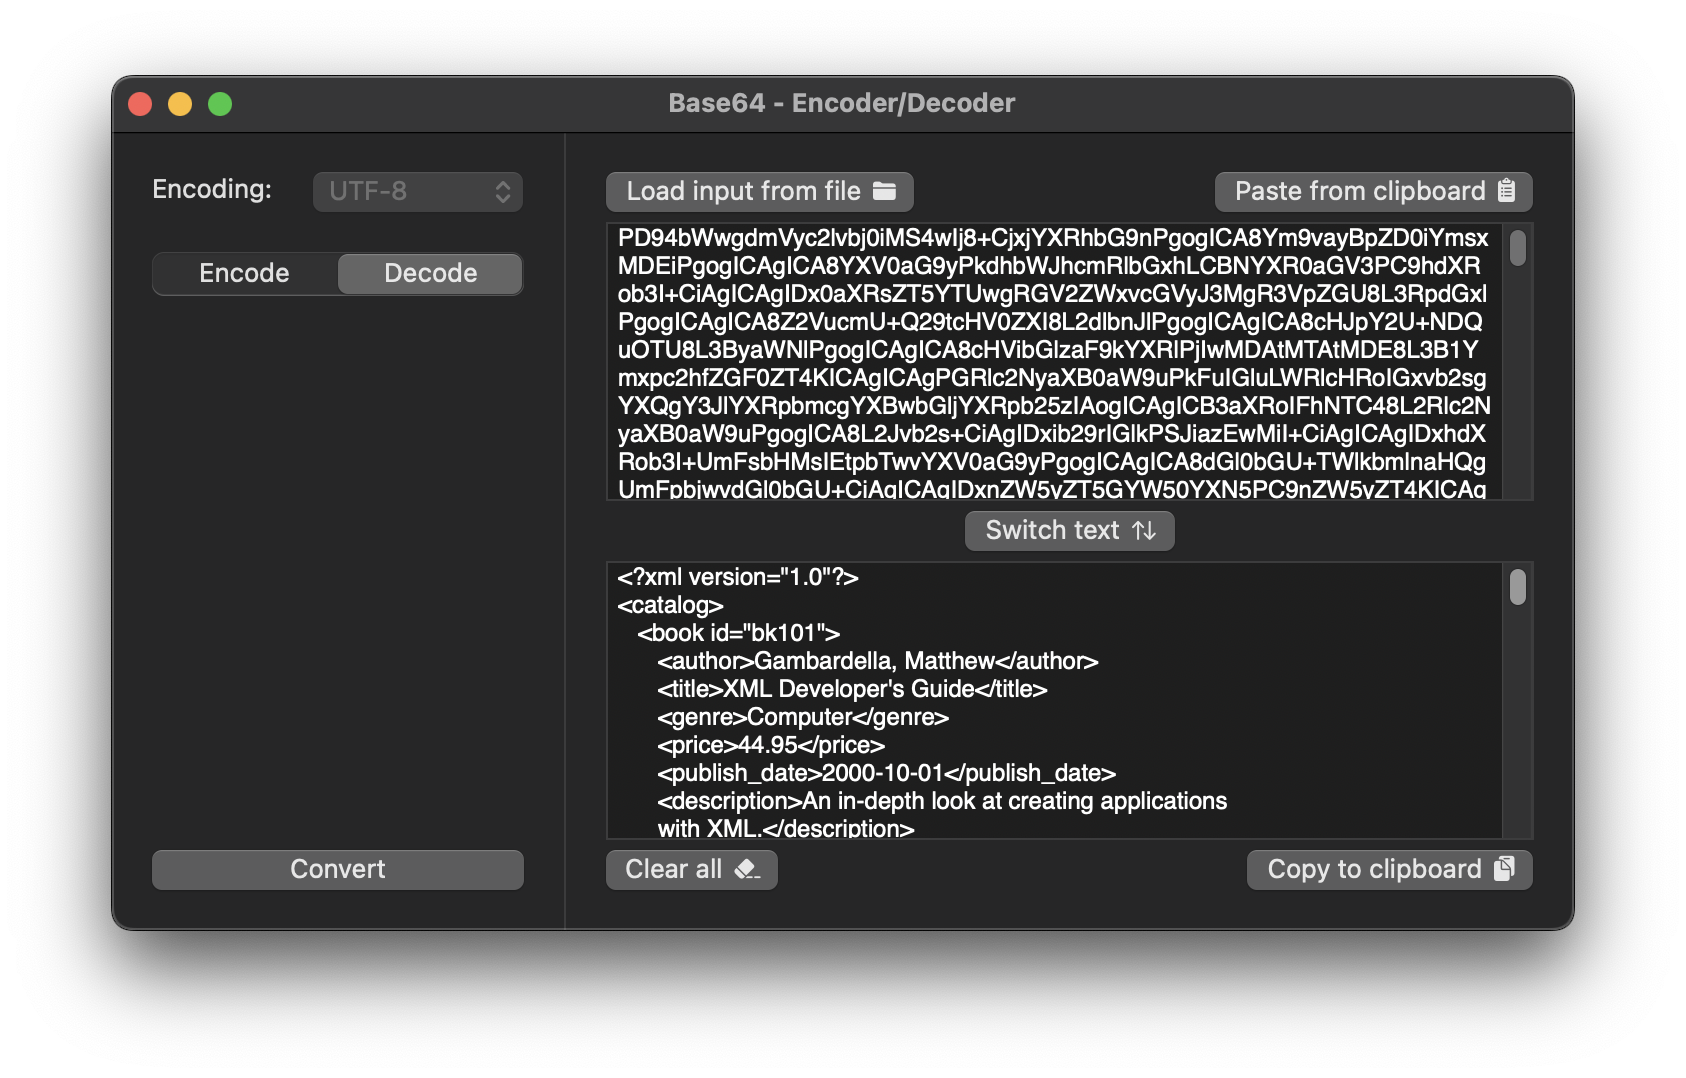 Base64 - Encoder/Decoder
Encoding:
UTF-8
Encode
Decode
Convert
Load input from file
Paste from clipboard
PD94bWwgdmVyc2lvbj0iMS4wIj8+CjxjYXRhbG9nPgogICA8Ym9vayBpZD0iYmsx
MDEiPgogICAgICA8YXV0aG9yPkdhbWJhcmRlbGxhLCBNYXR0aGV3PC9hdXR
ob3I+CiAgICAgIDx0aXRsZT5YTUwgRGV2ZWxvcGVyJ3MgR3VpZGU8L3RpdGxl
PgogICAgICA8Z2VucmU+Q29tcHV0ZXI8L2dlbnJlPgogICAgICA8cHJpY2U+NDQ
uOTU8L3ByaWNlPgogICAgICA8cHVibGlzaF9kYXRlPjIwMDAtMTAtMDE8L3B1Y
mxpc2hfZGF0ZT4KICAgICAgPGRlc2NyaXB0aW9uPkFuIGluLWRlcHRoIGxvb2sg
YXQgY3JlYXRpbmcgYXBwbGljYXRpb25zIAogICAgICB3aXRoIFhNTC48L2Rlc2N
yaXB0aW9uPgogICA8L2Jvb2s+CiAgIDxib29rIGlkPSJiazEwMiI+CiAgICAgIDxhdX
Rob3I+UmFsbHMsIEtpbTwvYXV0aG9yPgogICAgICA8dGl0bGU+TWlkbmlnaHQg
UmFpbjwvdGl0bGU+CiAgICAgIDxnZW5yZT5GYW50YXN5PC9nZW5yZT4KICAg
Switch text
<?xml version="1.0"?>
<catalog>
<book id="bk101">
<author>Gambardella, Matthew</author>
<title>XML Developer's Guide</title>
<genre>Computer</genre>
<price>44.95</price>
<publish_date>2000-10-01</publish_date>
<description>An in-depth look at creating applications
with XML.</description>
Clear all
Copy to clipboard